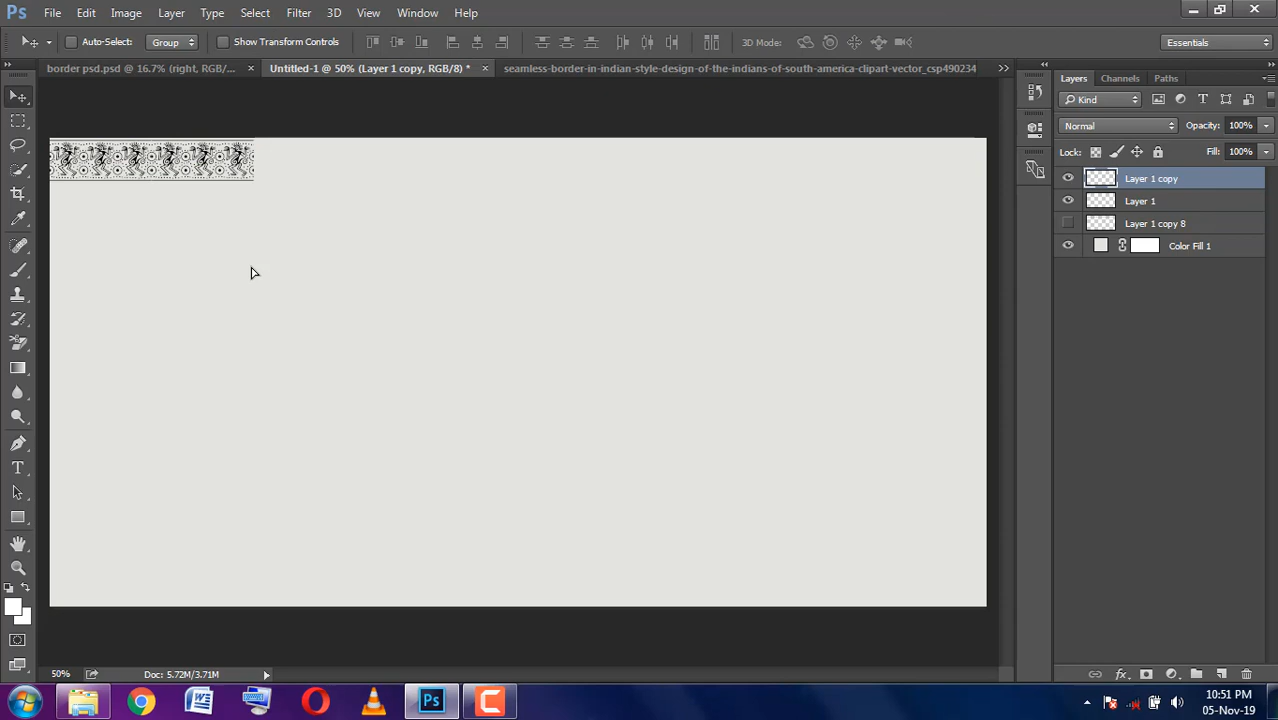 Ps File Edit Image Layer Type Select Filter 3D View Window Help
Auto-Select: Group Show Transform Controls 3D Mode: Essentials
border psd.psd @ 16.7% (right, RGB/... × Untitled-1 @ 50% (Layer 1 copy, RGB/8) * × seamless-border-in-indian-style-design-of-the-indians-of-south-america-clipart-vector_csp490234
Layers Channels Paths
Kind
Normal Opacity: 100%
Lock: Fill: 100%
Layer 1 copy
Layer 1
Layer 1 copy 8
Color Fill 1
50% Doc: 5.72M/3.71M
10:51 PM
05-Nov-19